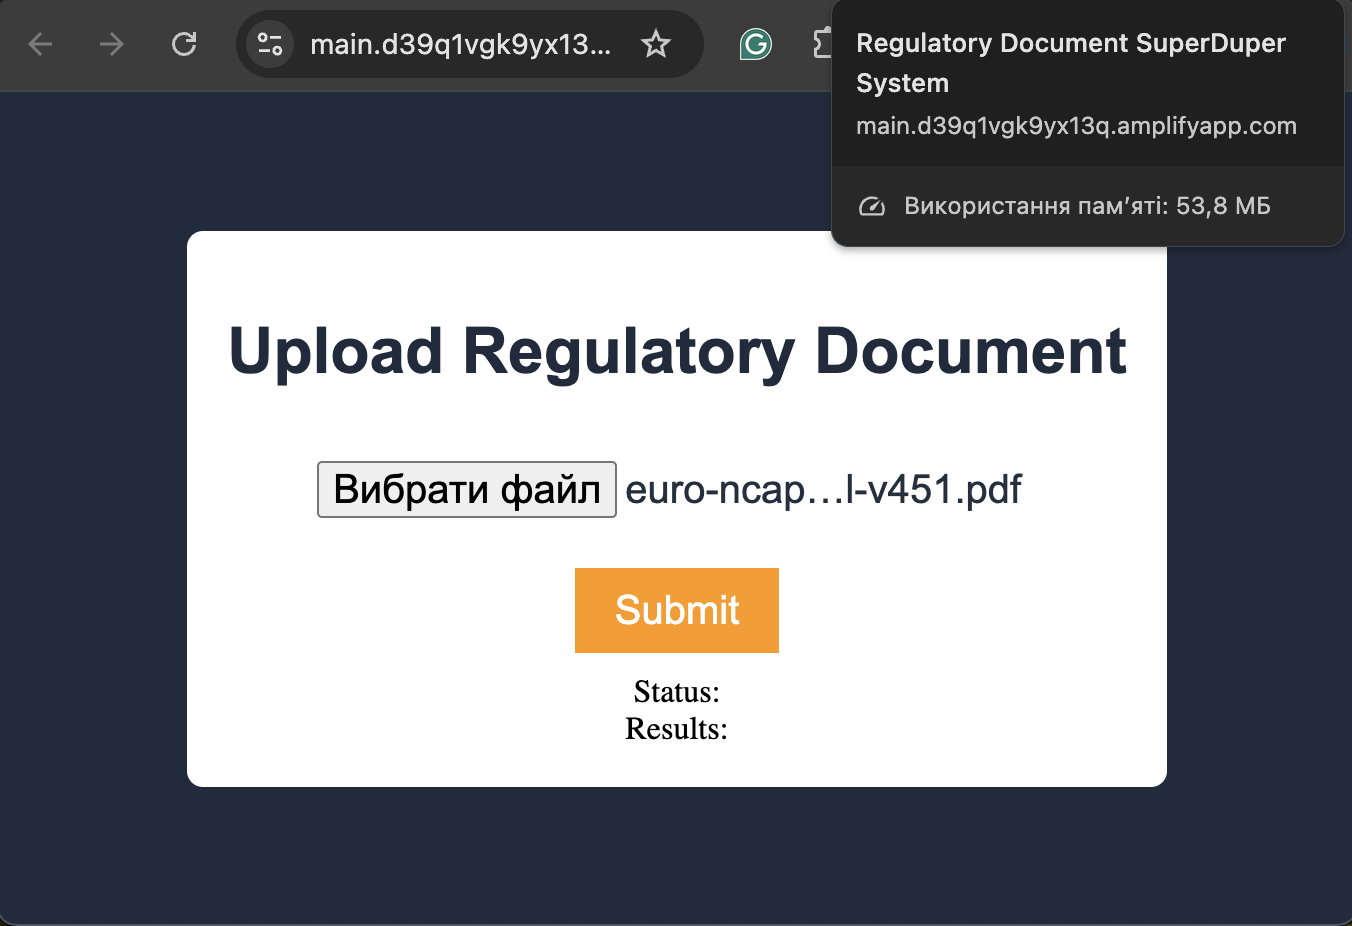 main.d39q1vgk9yx13...
Regulatory Document SuperDuper
System
main.d39q1vgk9yx13q.amplifyapp.com
Використання пам’яті: 53,8 МБ
Upload Regulatory Document
Вибрати файл euro-ncap...l-v451.pdf
Submit
Status:
Results: